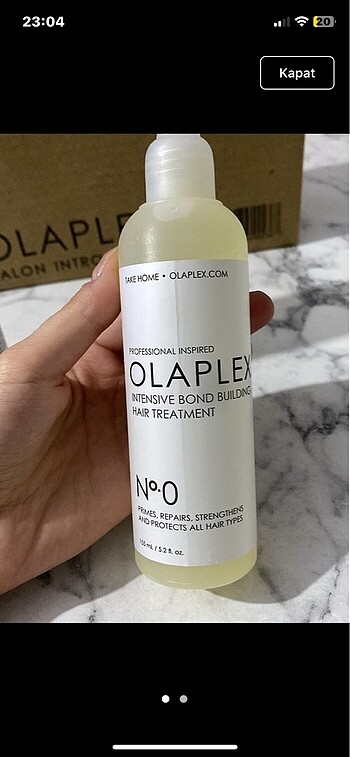 23:04
20
Kapat
OLAPLE
ALON INTRO
TAKE HOME • OLAPLEX.COM
PROFESSIONAL INSPIRED
OLAPLEX
INTENSIVE BOND BUILDING
HAIR TREATMENT
Nº.0
PRIMES, REPAIRS, STRENGTHENS
AND PROTECTS ALL HAIR TYPES
155 mL / 5.2 fl. oz.